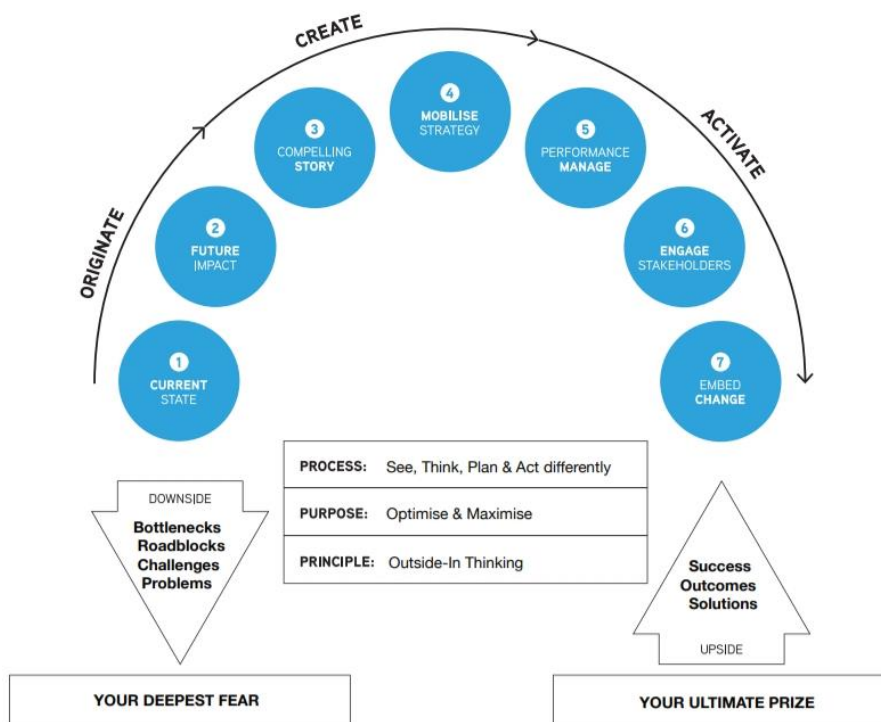 ORIGINATE
CREATE
ACTIVATE
1
CURRENT
STATE
2
FUTURE
IMPACT
3
COMPELLING
STORY
4
MOBILISE
STRATEGY
5
PERFORMANCE
MANAGE
6
ENGAGE
STAKEHOLDERS
7
EMBED
CHANGE
PROCESS: See, Think, Plan & Act differently
PURPOSE: Optimise & Maximise
PRINCIPLE: Outside-In Thinking
DOWNSIDE
Bottlenecks
Roadblocks
Challenges
Problems
YOUR DEEPEST FEAR
Success
Outcomes
Solutions
UPSIDE
YOUR ULTIMATE PRIZE